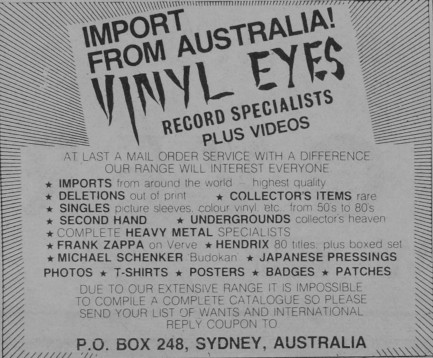 IMPORT
FROM AUSTRALIA!
VINYL EYES
RECORD SPECIALISTS
PLUS VIDEOS
AT LAST A MAIL ORDER SERVICE WITH A DIFFERENCE
OUR RANGE WILL INTEREST EVERYONE
★ IMPORTS from around the world – highest quality
★ DELETIONS out of print ★ COLLECTOR'S ITEMS rare
★ SINGLES picture sleeves, colour vinyl, etc. from 50's to 80's
★ SECOND HAND ★ UNDERGROUNDS collector's heaven
★ COMPLETE HEAVY METAL SPECIALISTS
★ FRANK ZAPPA on Verve ★ HENDRIX 80 titles, plus boxed set
★ MICHAEL SCHENKER Budokan ★ JAPANESE PRESSINGS
PHOTOS ★ T-SHIRTS ★ POSTERS ★ BADGES ★ PATCHES
DUE TO OUR EXTENSIVE RANGE IT IS IMPOSSIBLE
TO COMPILE A COMPLETE CATALOGUE SO PLEASE
SEND YOUR LIST OF WANTS AND INTERNATIONAL
REPLY COUPON TO
P.O. BOX 248, SYDNEY, AUSTRALIA